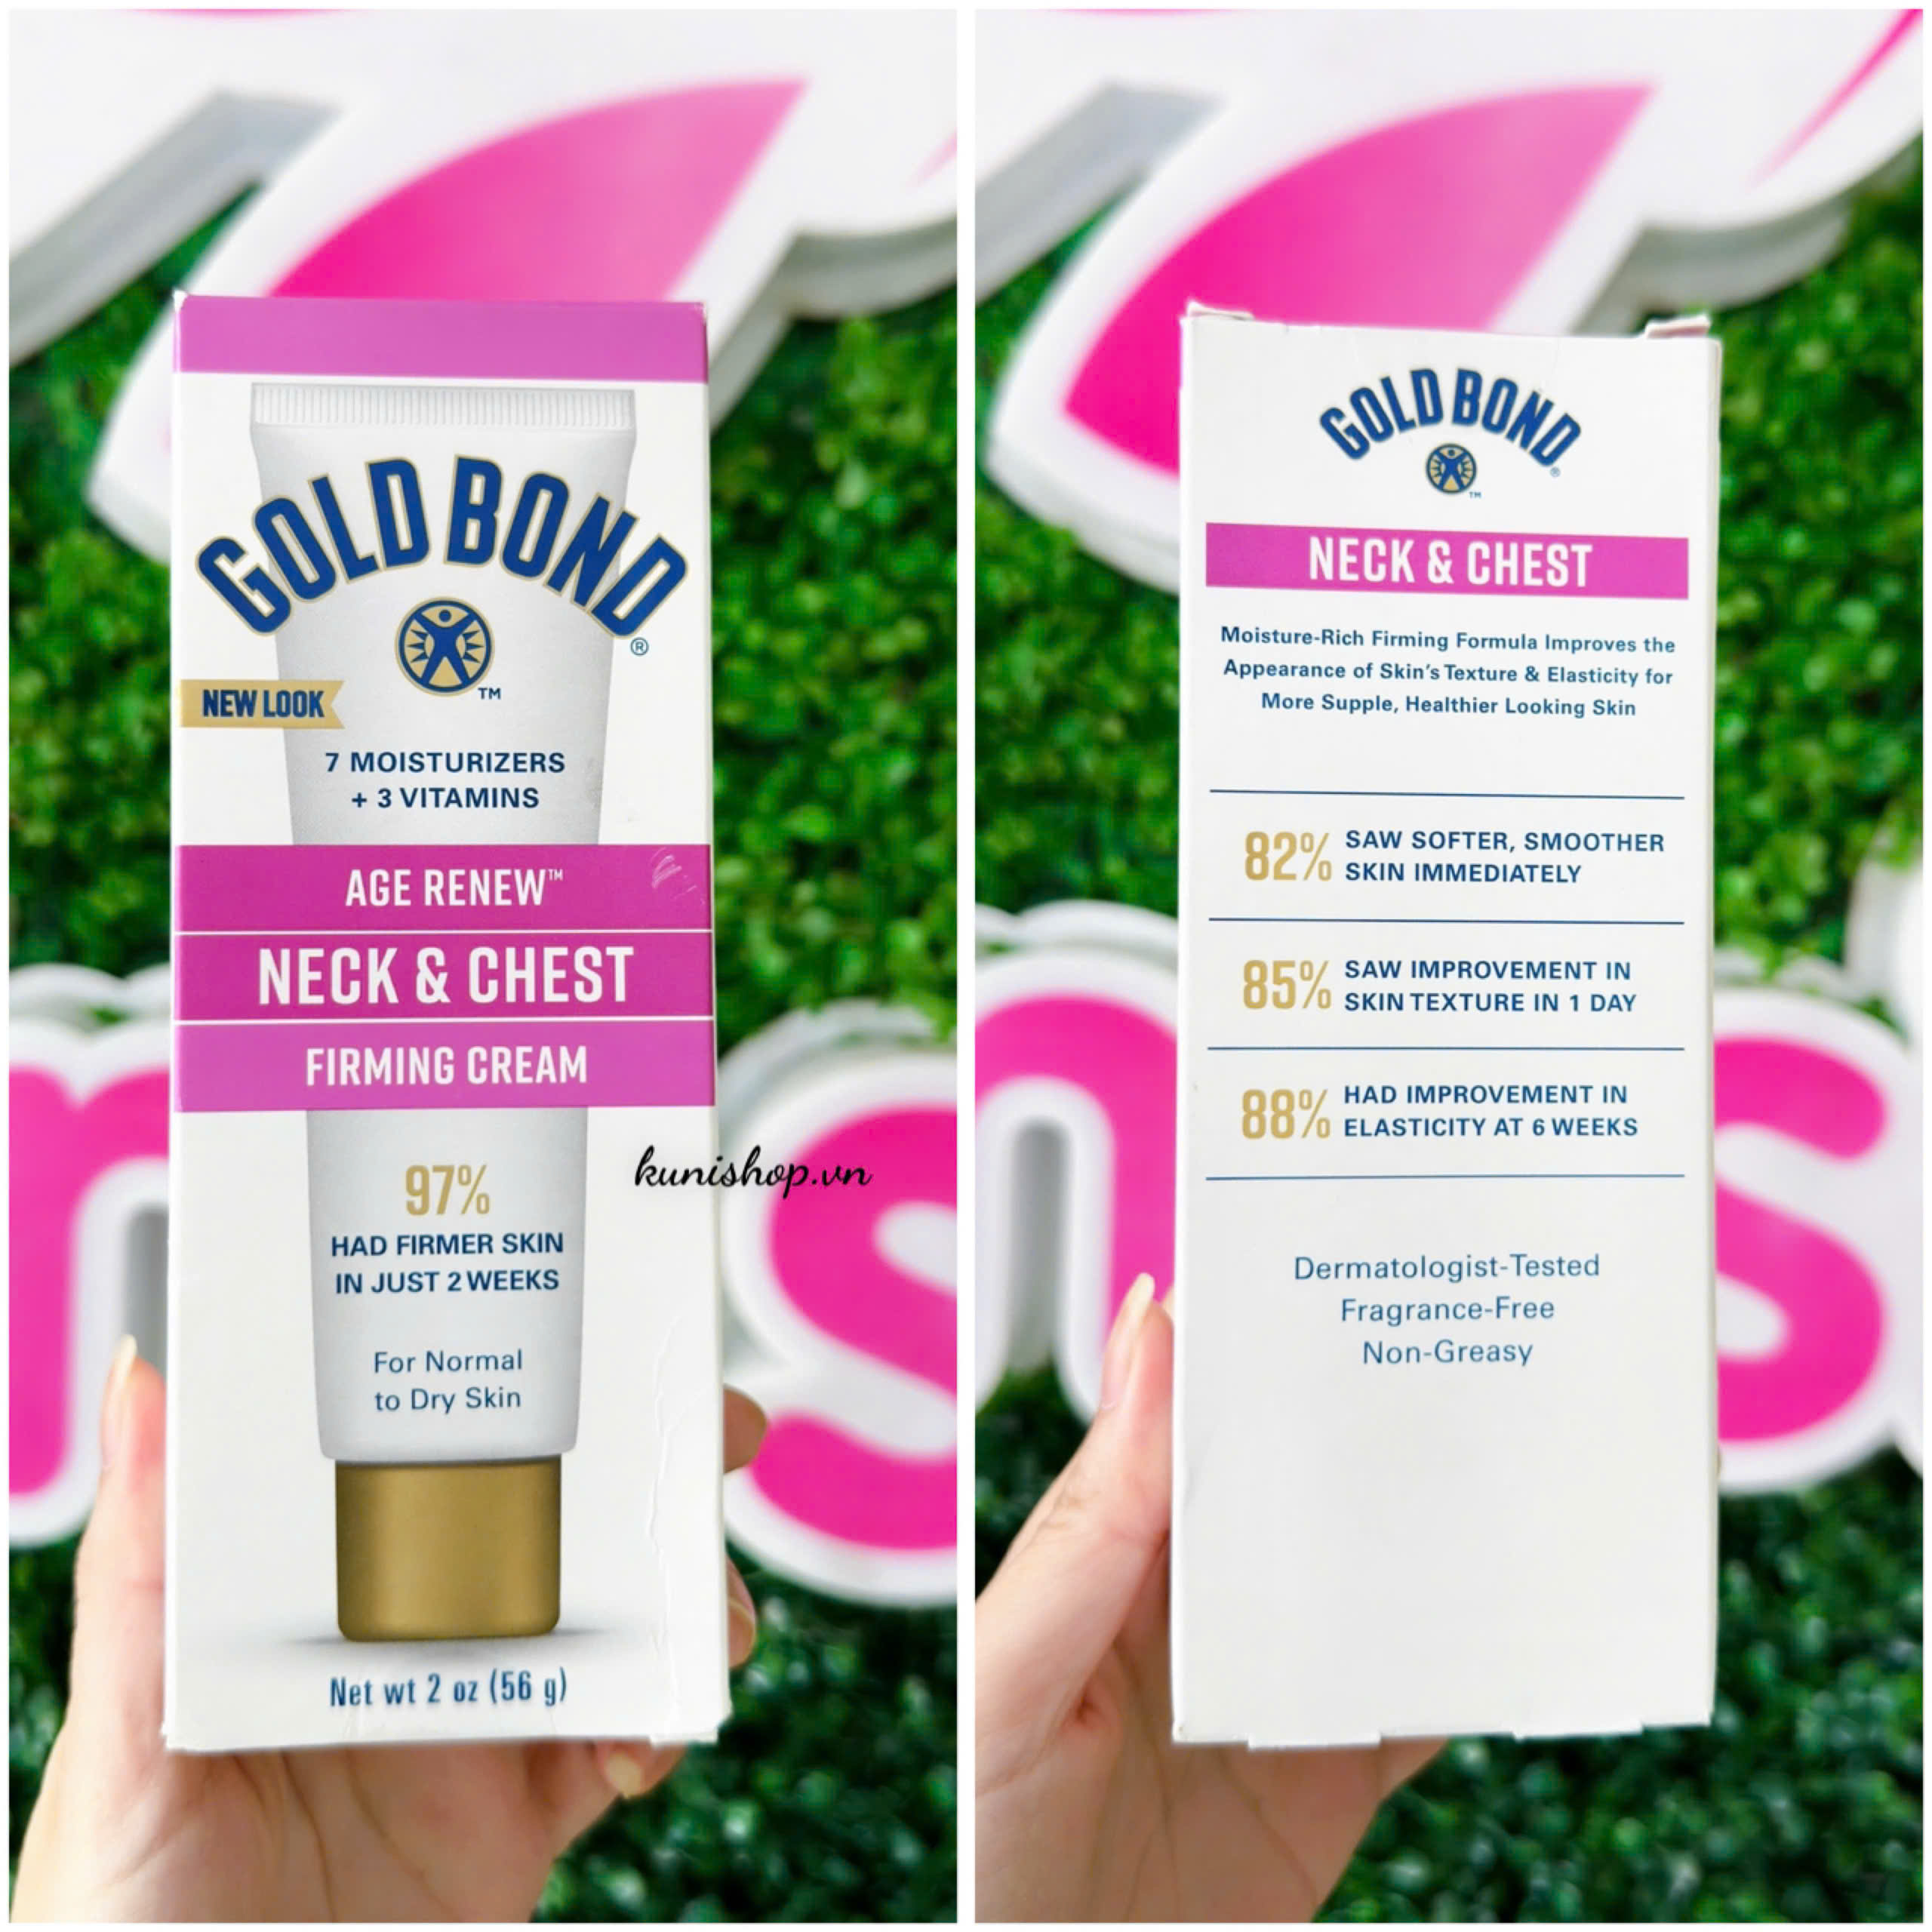 GOLD BOND
®
TM
NEW LOOK
7 MOISTURIZERS
+ 3 VITAMINS
AGE RENEW™
NECK & CHEST
FIRMING CREAM
97%
HAD FIRMER SKIN
IN JUST 2 WEEKS
For Normal
to Dry Skin
Net wt 2 oz (56 g)
kunishop.vn
GOLD BOND
®
TM
NECK & CHEST
Moisture-Rich Firming Formula Improves the
Appearance of Skin's Texture & Elasticity for
More Supple, Healthier Looking Skin
82% SAW SOFTER, SMOOTHER
SKIN IMMEDIATELY
85% SAW IMPROVEMENT IN
SKIN TEXTURE IN 1 DAY
88% HAD IMPROVEMENT IN
ELASTICITY AT 6 WEEKS
Dermatologist-Tested
Fragrance-Free
Non-Greasy